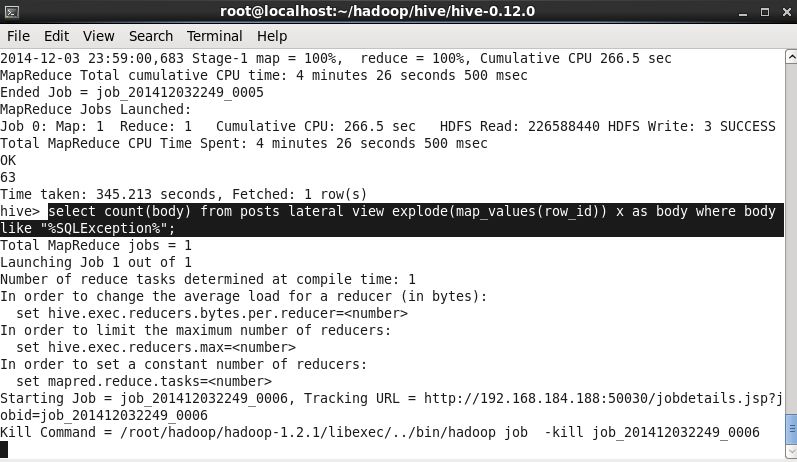 root@localhost:~/hadoop/hive/hive-0.12.0
File Edit View Search Terminal Help
2014-12-03 23:59:00,683 Stage-1 map = 100%,  reduce = 100%, Cumulative CPU 266.5 sec
MapReduce Total cumulative CPU time: 4 minutes 26 seconds 500 msec
Ended Job = job_201412032249_0005
MapReduce Jobs Launched:
Job 0: Map: 1  Reduce: 1   Cumulative CPU: 266.5 sec   HDFS Read: 226588440 HDFS Write: 3 SUCCESS
Total MapReduce CPU Time Spent: 4 minutes 26 seconds 500 msec
OK
63
Time taken: 345.213 seconds, Fetched: 1 row(s)
hive> select count(body) from posts lateral view explode(map_values(row_id)) x as body where body
like "%SQLException%";
Total MapReduce jobs = 1
Launching Job 1 out of 1
Number of reduce tasks determined at compile time: 1
In order to change the average load for a reducer (in bytes):
  set hive.exec.reducers.bytes.per.reducer=<number>
In order to limit the maximum number of reducers:
  set hive.exec.reducers.max=<number>
In order to set a constant number of reducers:
  set mapred.reduce.tasks=<number>
Starting Job = job_201412032249_0006, Tracking URL = http://192.168.184.188:50030/jobdetails.jsp?j
obid=job_201412032249_0006
Kill Command = /root/hadoop/hadoop-1.2.1/libexec/../bin/hadoop job  -kill job_201412032249_0006